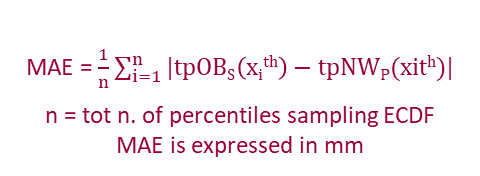 MAE = 1/n ∑ⁿᵢ₌₁ |tpOBₛ(xᵢᵗʰ) − tpNWₚ(xitʰ)|
n = tot n. of percentiles sampling ECDF
MAE is expressed in mm